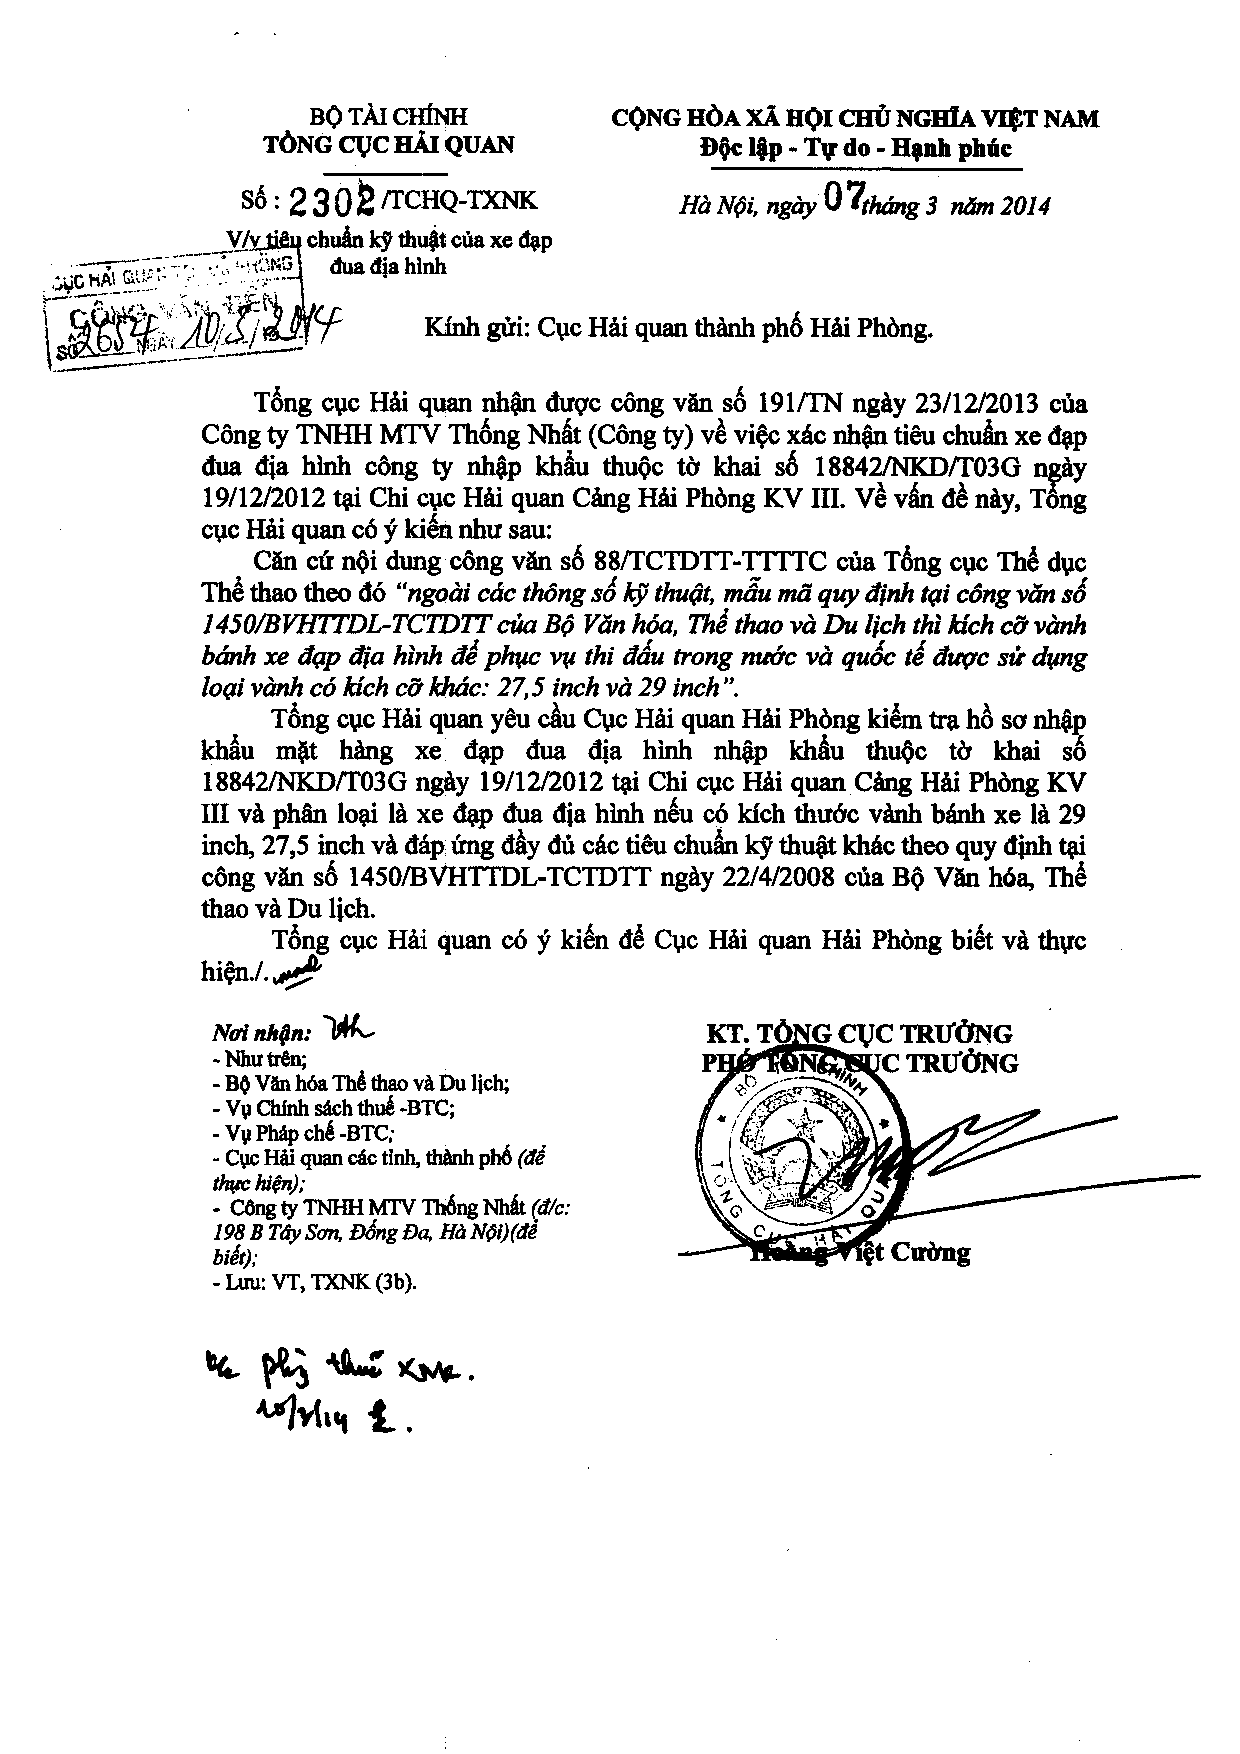 BỘ TÀI CHÍNH
TỔNG CỤC HẢI QUAN
CỘNG HÒA XÃ HỘI CHỦ NGHĨA VIỆT NAM
Độc lập - Tự do - Hạnh phúc
Số : 2302 /TCHQ-TXNK
Hà Nội, ngày 07 tháng 3 năm 2014
V/v tiêu chuẩn kỹ thuật của xe đạp
đua địa hình
CỤC HẢI QUAN
CÔNG VĂN ĐẾN
SỐ 2654 NGÀY 10/3/2014
Kính gửi: Cục Hải quan thành phố Hải Phòng.
Tổng cục Hải quan nhận được công văn số 191/TN ngày 23/12/2013 của
Công ty TNHH MTV Thống Nhất (Công ty) về việc xác nhận tiêu chuẩn xe đạp
đua địa hình công ty nhập khẩu thuộc tờ khai số 18842/NKD/T03G ngày
19/12/2012 tại Chi cục Hải quan Cảng Hải Phòng KV III. Về vấn đề này, Tổng
cục Hải quan có ý kiến như sau:
Căn cứ nội dung công văn số 88/TCTDTT-TTTTC của Tổng cục Thể dục
Thể thao theo đó “ngoài các thông số kỹ thuật, mẫu mã quy định tại công văn số
1450/BVHTTDL-TCTDTT của Bộ Văn hóa, Thể thao và Du lịch thì kích cỡ vành
bánh xe đạp địa hình để phục vụ thi đấu trong nước và quốc tế được sử dụng
loại vành có kích cỡ khác: 27,5 inch và 29 inch”.
Tổng cục Hải quan yêu cầu Cục Hải quan Hải Phòng kiểm tra hồ sơ nhập
khẩu mặt hàng xe đạp đua địa hình nhập khẩu thuộc tờ khai số
18842/NKD/T03G ngày 19/12/2012 tại Chi cục Hải quan Cảng Hải Phòng KV
III và phân loại là xe đạp đua địa hình nếu có kích thước vành bánh xe là 29
inch, 27,5 inch và đáp ứng đầy đủ các tiêu chuẩn kỹ thuật khác theo quy định tại
công văn số 1450/BVHTTDL-TCTDTT ngày 22/4/2008 của Bộ Văn hóa, Thể
thao và Du lịch.
Tổng cục Hải quan có ý kiến để Cục Hải quan Hải Phòng biết và thực
hiện./.
Nơi nhận:
- Như trên;
- Bộ Văn hóa Thể thao và Du lịch;
- Vụ Chính sách thuế -BTC;
- Vụ Pháp chế -BTC;
- Cục Hải quan các tỉnh, thành phố (để
thực hiện);
- Công ty TNHH MTV Thống Nhất (đ/c:
198 B Tây Sơn, Đống Đa, Hà Nội)(để
biết);
- Lưu: VT, TXNK (3b).
KT. TỔNG CỤC TRƯỞNG
PHÓ TỔNG CỤC TRƯỞNG
BỘ TÀI CHÍNH
TỔNG CỤC HẢI QUAN
Hoàng Việt Cường
phòng thuế XNK.